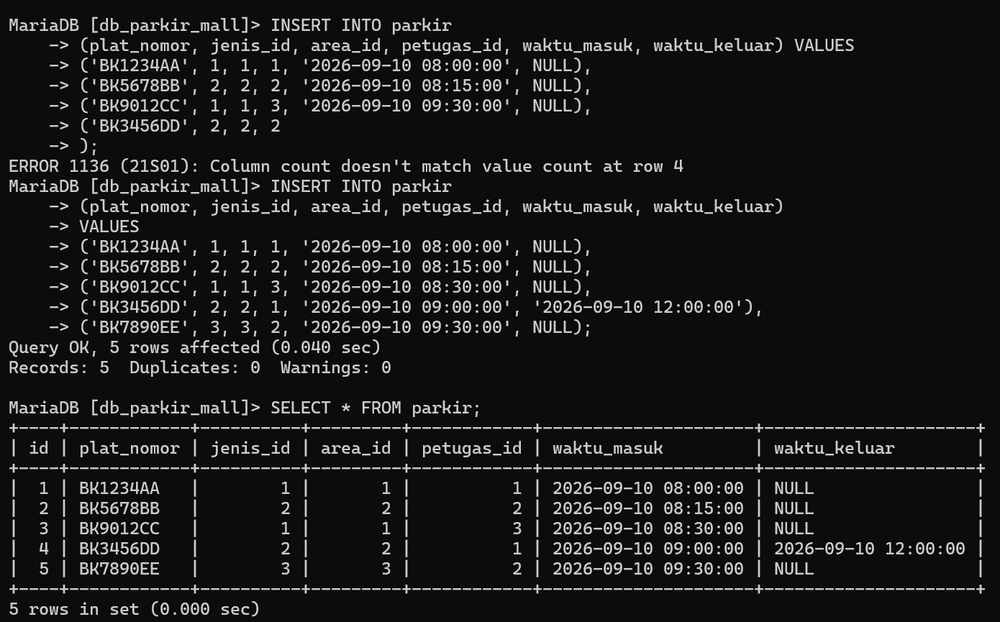 MariaDB [db_parkir_mall]> INSERT INTO parkir
    -> (plat_nomor, jenis_id, area_id, petugas_id, waktu_masuk, waktu_keluar) VALUES
    -> ('BK1234AA', 1, 1, 1, '2026-09-10 08:00:00', NULL),
    -> ('BK5678BB', 2, 2, 2, '2026-09-10 08:15:00', NULL),
    -> ('BK9012CC', 1, 1, 3, '2026-09-10 09:30:00', NULL),
    -> ('BK3456DD', 2, 2, 2
    -> );
ERROR 1136 (21S01): Column count doesn't match value count at row 4
MariaDB [db_parkir_mall]> INSERT INTO parkir
    -> (plat_nomor, jenis_id, area_id, petugas_id, waktu_masuk, waktu_keluar)
    -> VALUES
    -> ('BK1234AA', 1, 1, 1, '2026-09-10 08:00:00', NULL),
    -> ('BK5678BB', 2, 2, 2, '2026-09-10 08:15:00', NULL),
    -> ('BK9012CC', 1, 1, 3, '2026-09-10 08:30:00', NULL),
    -> ('BK3456DD', 2, 2, 1, '2026-09-10 09:00:00', '2026-09-10 12:00:00'),
    -> ('BK7890EE', 3, 3, 2, '2026-09-10 09:30:00', NULL);
Query OK, 5 rows affected (0.040 sec)
Records: 5  Duplicates: 0  Warnings: 0

MariaDB [db_parkir_mall]> SELECT * FROM parkir;
+----+------------+----------+---------+------------+---------------------+---------------------+
| id | plat_nomor | jenis_id | area_id | petugas_id | waktu_masuk         | waktu_keluar        |
+----+------------+----------+---------+------------+---------------------+---------------------+
|  1 | BK1234AA   |        1 |       1 |          1 | 2026-09-10 08:00:00 | NULL                |
|  2 | BK5678BB   |        2 |       2 |          2 | 2026-09-10 08:15:00 | NULL                |
|  3 | BK9012CC   |        1 |       1 |          3 | 2026-09-10 08:30:00 | NULL                |
|  4 | BK3456DD   |        2 |       2 |          1 | 2026-09-10 09:00:00 | 2026-09-10 12:00:00 |
|  5 | BK7890EE   |        3 |       3 |          2 | 2026-09-10 09:30:00 | NULL                |
+----+------------+----------+---------+------------+---------------------+---------------------+
5 rows in set (0.000 sec)